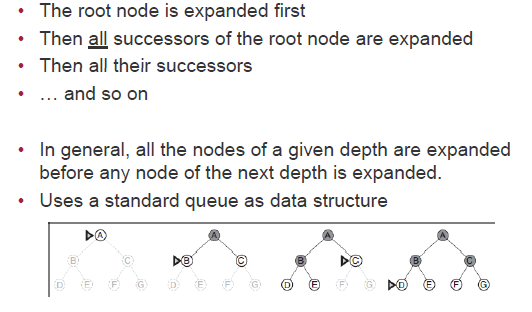 • The root node is expanded first
• Then all successors of the root node are expanded
• Then all their successors
• … and so on
• In general, all the nodes of a given depth are expanded
before any node of the next depth is expanded.
• Uses a standard queue as data structure
A A A A
B C B C B C B C
D E F G D E F G D E F G D E F G